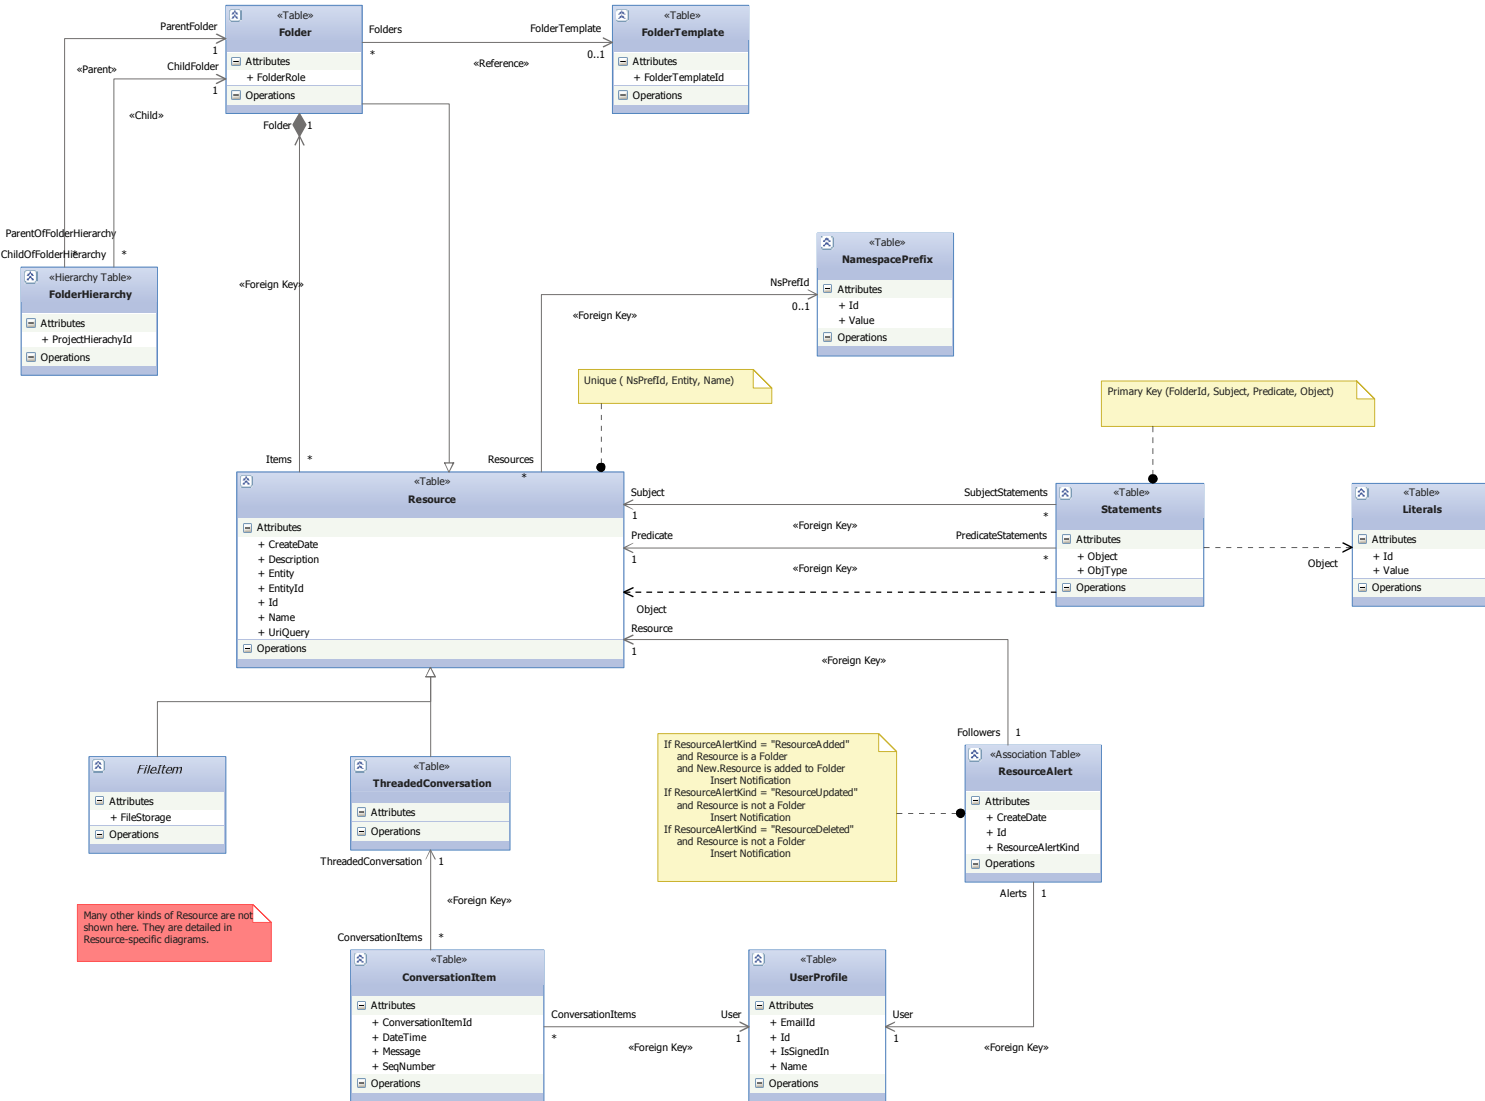 «Table»
Folder
Attributes
+ FolderRole
Operations
«Table»
FolderTemplate
Attributes
+ FolderTemplateId
Operations
ParentFolder
1
«Parent»
ChildFolder
1
«Child»
Folders
*
«Reference»
FolderTemplate
0..1
Folder
1
ParentOfFolderHierarchy
*
ChildOfFolderHierarchy
*
«Hierarchy Table»
FolderHierarchy
Attributes
+ ProjectHierachyId
Operations
«Foreign Key»
Items
*
«Table»
NamespacePrefix
Attributes
+ Id
+ Value
Operations
NsPrefId
0..1
«Foreign Key»
Resources
*
Unique ( NsPrefId, Entity, Name)
Primary Key (FolderId, Subject, Predicate, Object)
«Table»
Resource
Attributes
+ CreateDate
+ Description
+ Entity
+ EntityId
+ Id
+ Name
+ UriQuery
Operations
Subject
1
SubjectStatements
*
«Foreign Key»
Predicate
1
PredicateStatements
*
«Foreign Key»
Object
Resource
1
«Foreign Key»
«Table»
Statements
Attributes
+ Object
+ ObjType
Operations
Object
«Table»
Literals
Attributes
+ Id
+ Value
Operations
FileItem
Attributes
+ FileStorage
Operations
«Table»
ThreadedConversation
Attributes
Operations
ThreadedConversation
1
«Foreign Key»
ConversationItems
*
If ResourceAlertKind = "ResourceAdded"
and Resource is a Folder
and New.Resource is added to Folder
Insert Notification
If ResourceAlertKind = "ResourceUpdated"
and Resource is not a Folder
Insert Notification
If ResourceAlertKind = "ResourceDeleted"
and Resource is not a Folder
Insert Notification
Followers
1
«Association Table»
ResourceAlert
Attributes
+ CreateDate
+ Id
+ ResourceAlertKind
Operations
Alerts
1
Many other kinds of Resource are not
shown here. They are detailed in
Resource-specific diagrams.
«Table»
ConversationItem
Attributes
+ ConversationItemId
+ DateTime
+ Message
+ SeqNumber
Operations
ConversationItems
*
«Foreign Key»
User
1
«Table»
UserProfile
Attributes
+ EmailId
+ Id
+ IsSignedIn
+ Name
Operations
User
1
«Foreign Key»